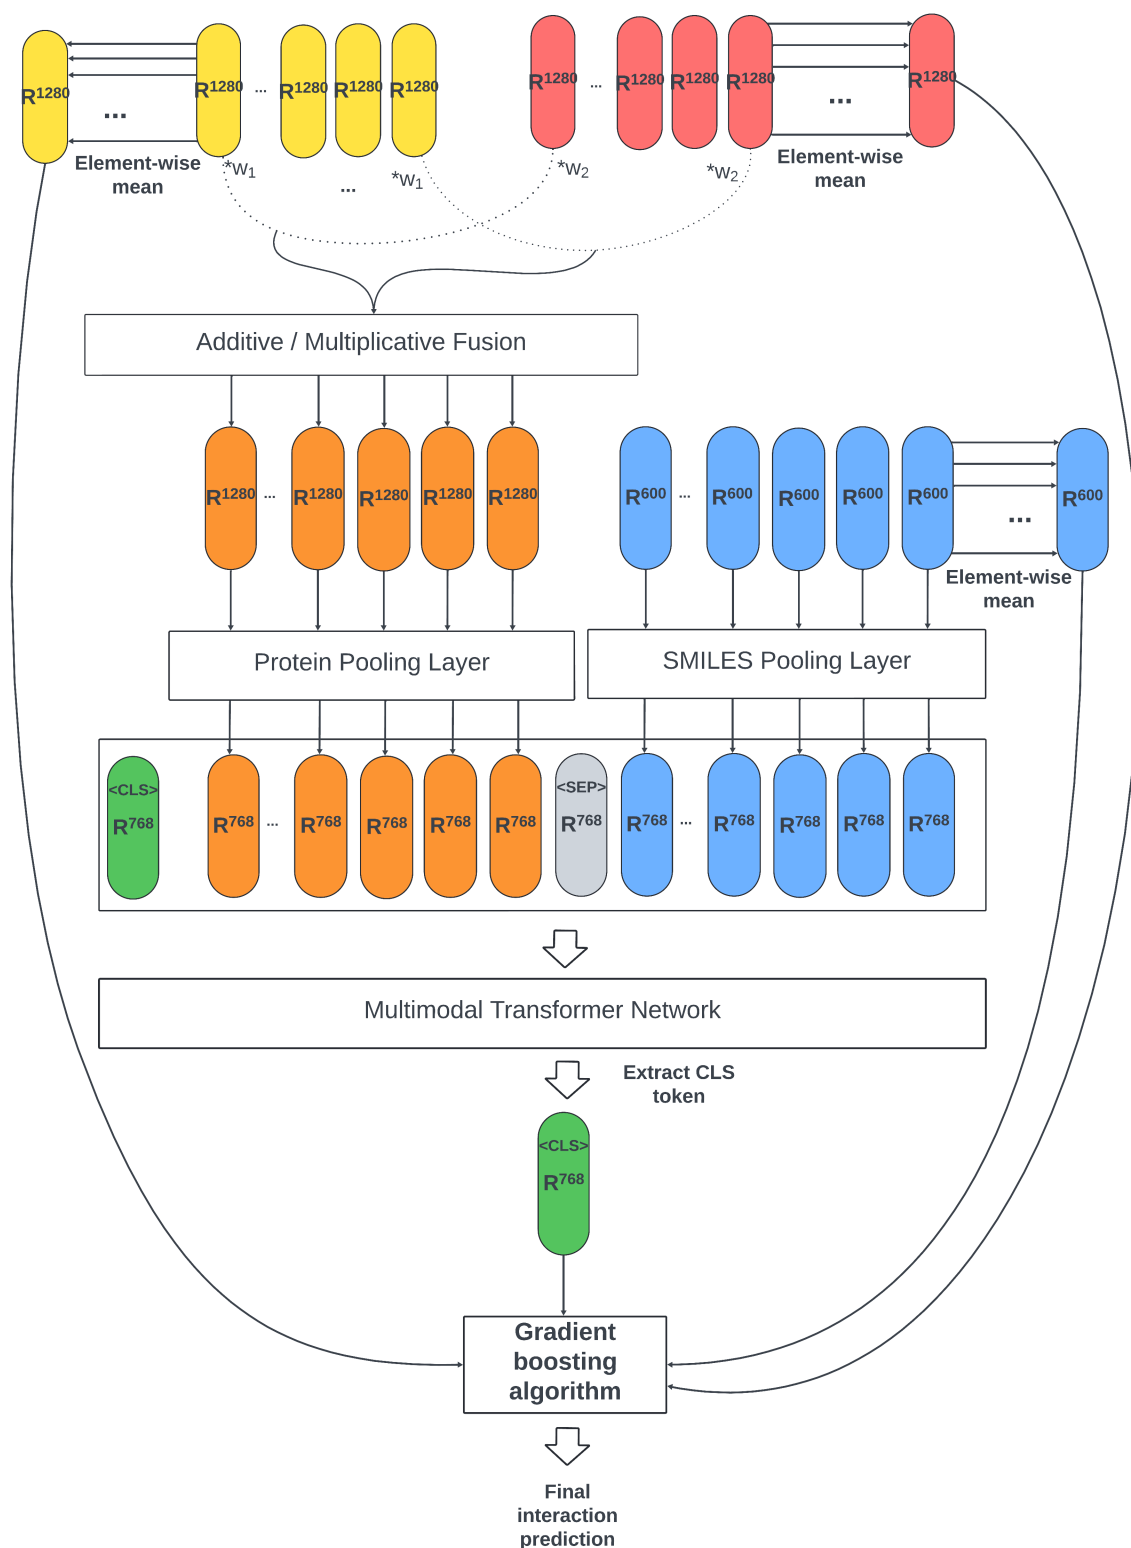 R1280 R1280 ... R1280 R1280 R1280 R1280 ... R1280 R1280 R1280 R1280
... ...
Element-wise
mean
*w1 ... *w1 *w2 *w2
Element-wise
mean
Additive / Multiplicative Fusion
R1280 ... R1280 R1280 R1280 R1280 R600 ... R600 R600 R600 R600 R600
...
Element-wise
mean
Protein Pooling Layer
SMILES Pooling Layer
<CLS> <SEP>
R768 R768 ... R768 R768 R768 R768 R768 R768 ... R768 R768 R768 R768
Multimodal Transformer Network
Extract CLS
token
<CLS>
R768
Gradient
boosting
algorithm
Final
interaction
prediction